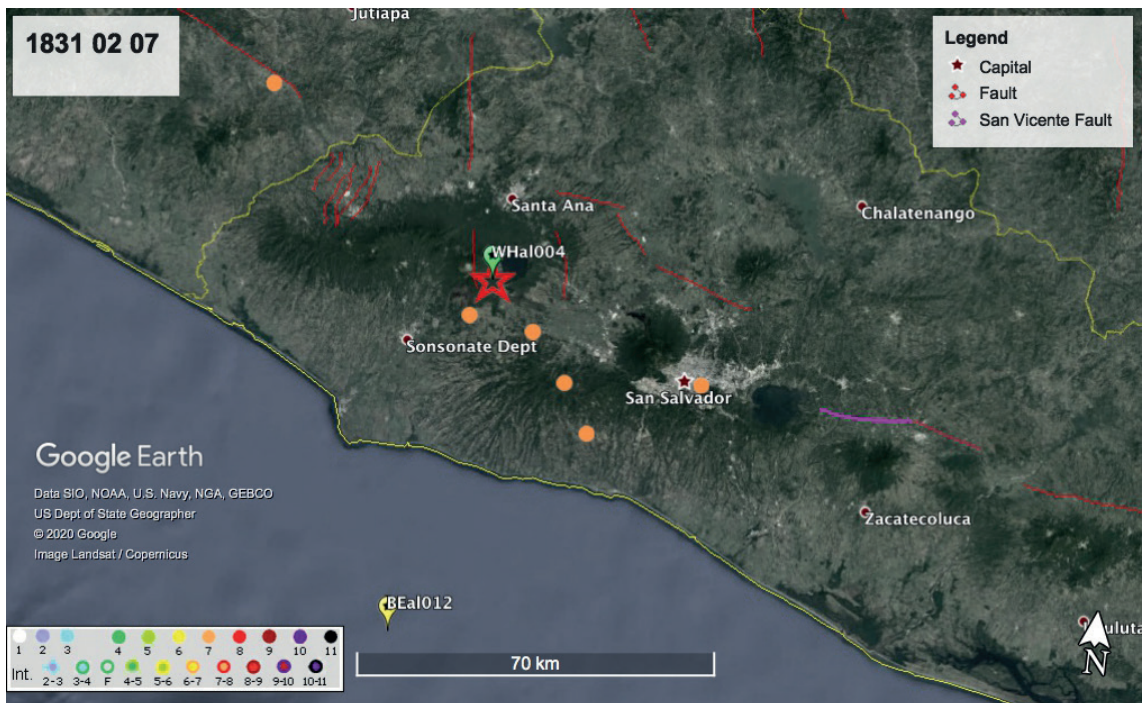 1831 02 07
Jutiapa
Legend
Capital
Fault
San Vicente Fault
Santa Ana
Chalatenango
WHal004
Sonsonate Dept
San Salvador
Google Earth
Data SIO, NOAA, U.S. Navy, NGA, GEBCO
US Dept of State Geographer
© 2020 Google
Image Landsat / Copernicus
Zacatecoluca
BEal012
1 2 3 4 5 6 7 8 9 10 11
Int. 2-3 3-4 F 4-5 5-6 6-7 7-8 8-9 9-10 10-11
70 km
N